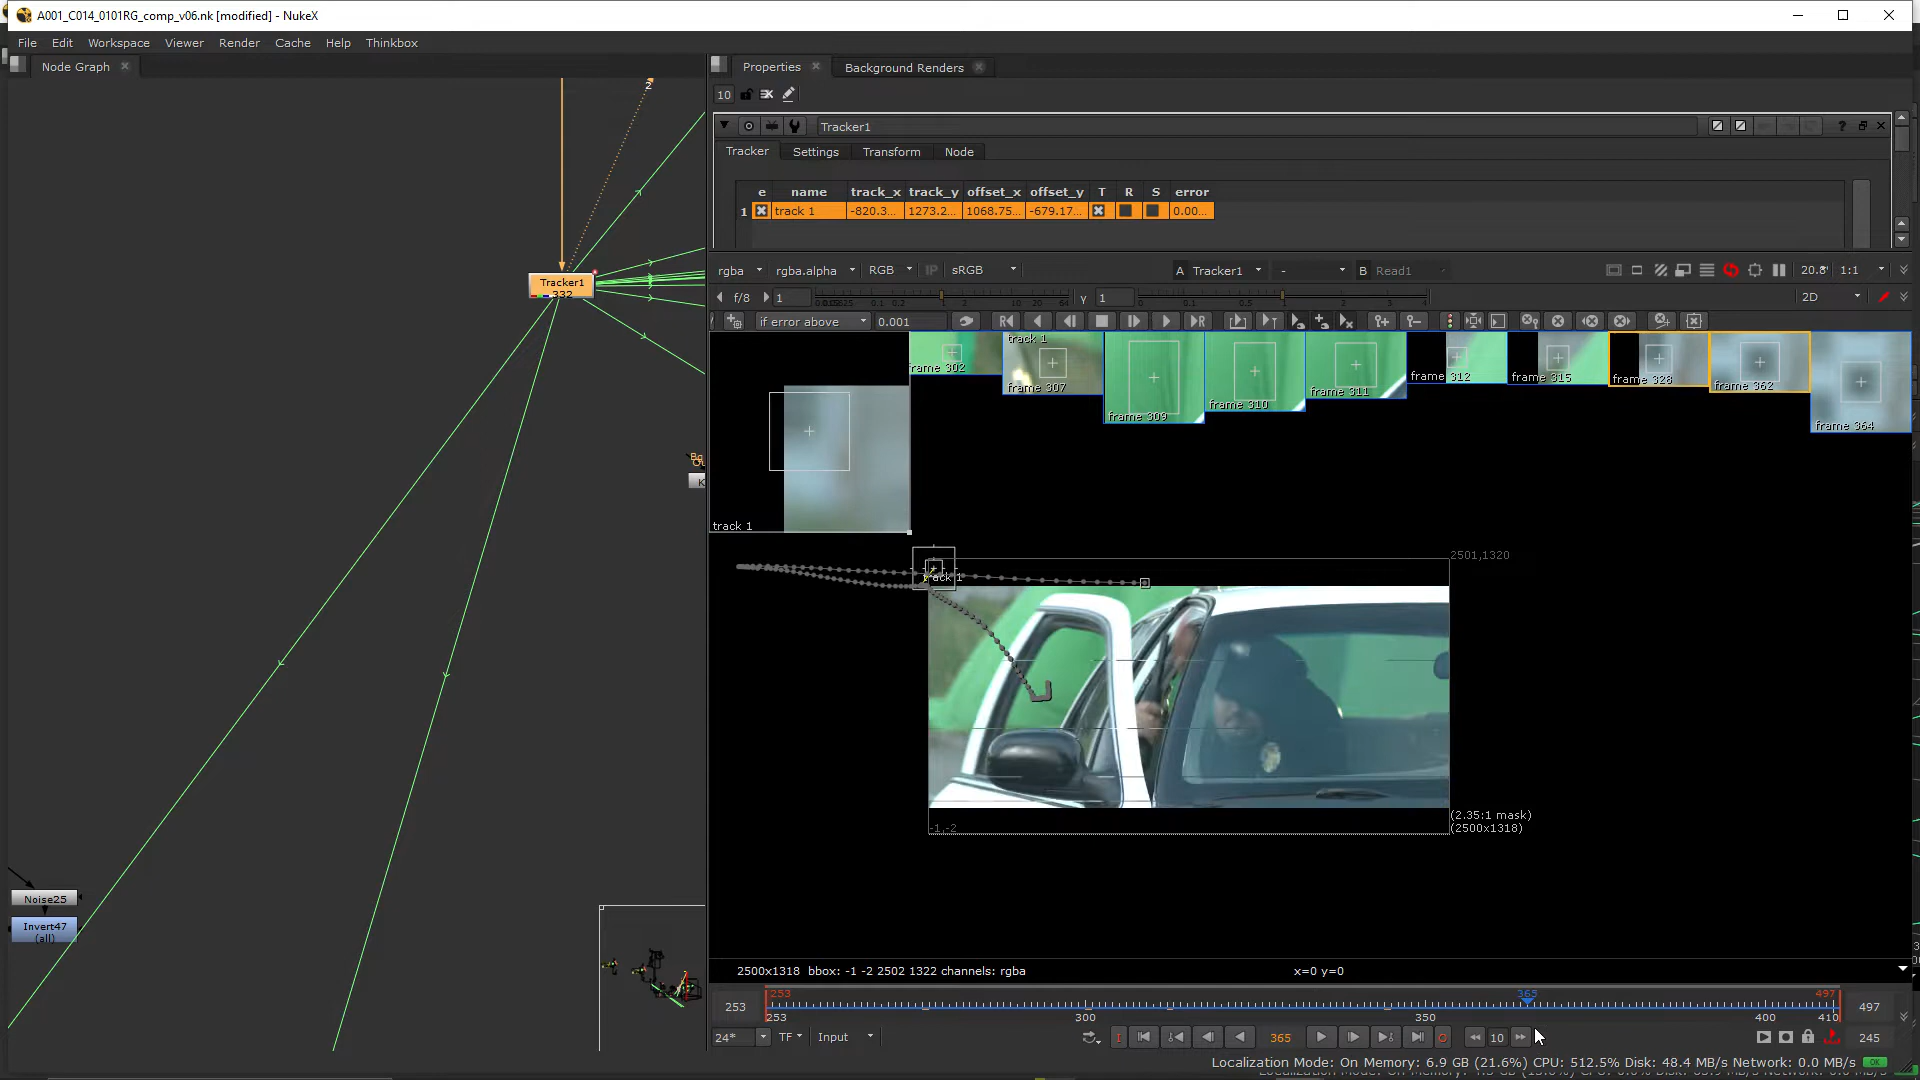 A001_C014_0101RG_comp_v06.nk [modified] - NukeX
File Edit Workspace Viewer Render Cache Help Thinkbox
Node Graph
Properties Background Renders
10
Tracker1
Tracker Settings Transform Node
e name track_x track_y offset_x offset_y T R S error
1 track 1 -820.3... 1273.2... 1068.75... -679.17... 0.00...
rgba rgba.alpha RGB IP sRGB A Tracker1 - B Read1 20.8 1:1
f/8 1 Y 1 2D
if error above 0.001
2
Tracker1
332
track 1
frame 302 frame 307 frame 309 frame 310 frame 311 frame 312 frame 315 frame 328 frame 362 frame 364
track 1
track 1
2501,1320
-1,-2
(2.35:1 mask)
(2500x1318)
Noise25
Invert47
(all)
2500x1318 bbox: -1 -2 2502 1322 channels: rgba x=0 y=0
253 365 497
253 253 300 350 400 410 497
24* TF Input 365 10 245
Localization Mode: On Memory: 6.9 GB (21.6%) CPU: 512.5% Disk: 48.4 MB/s Network: 0.0 MB/s